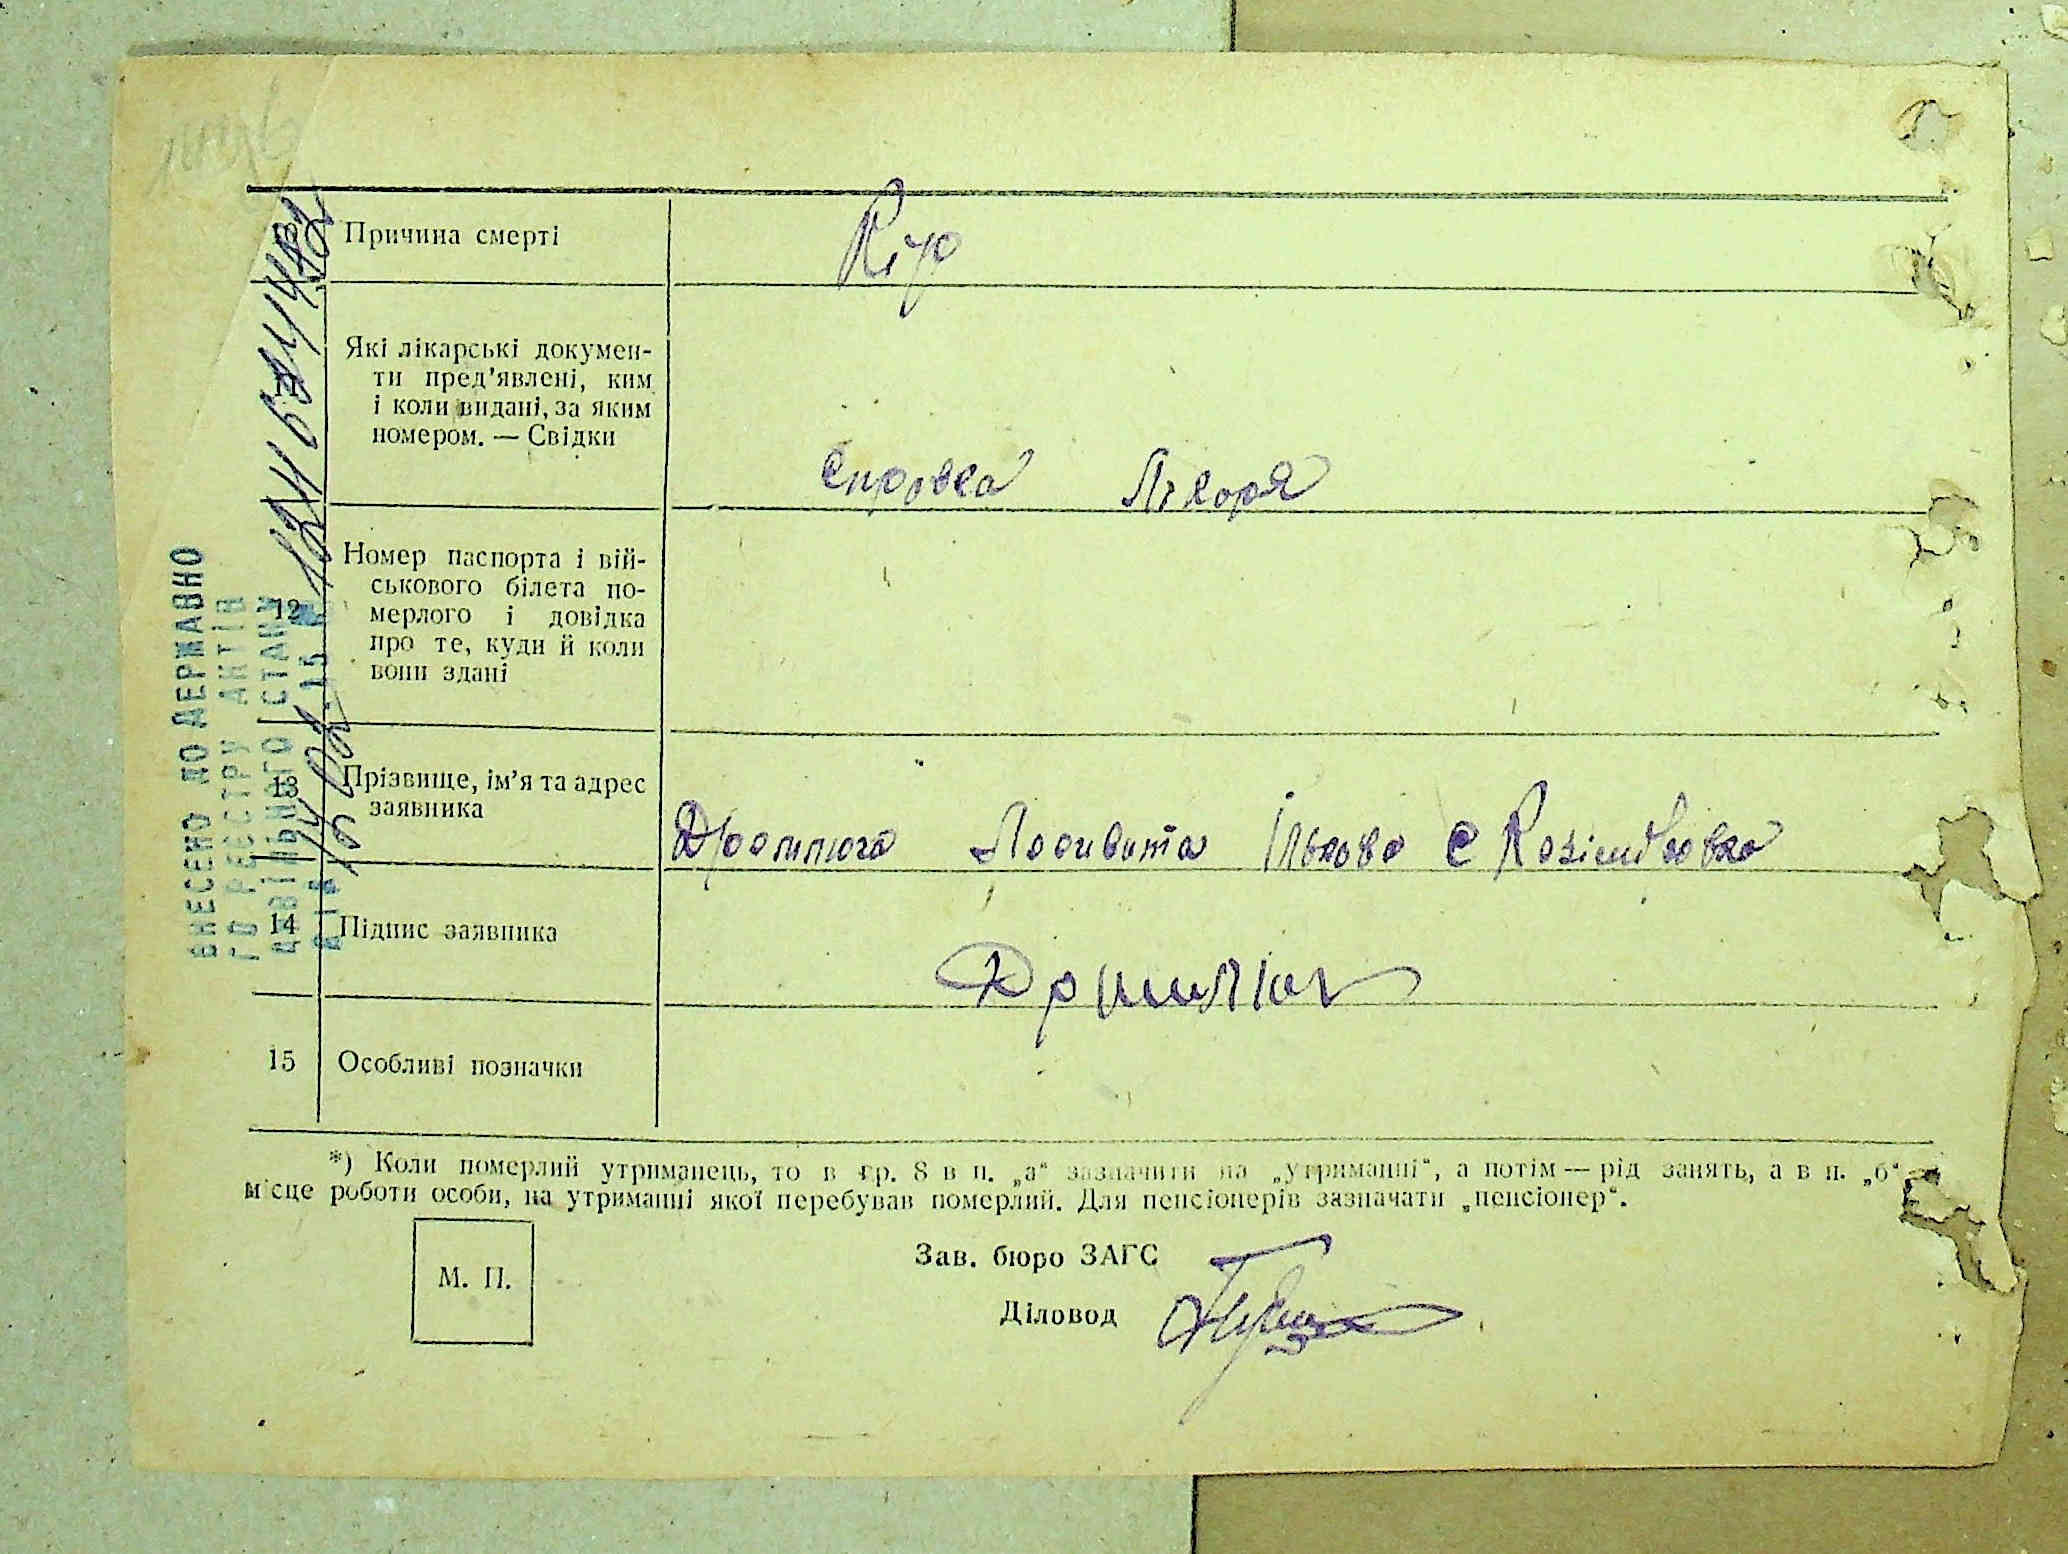 Причина смерті
Кір
Які лікарські докумен-
ти пред'явлені, ким
і коли видані, за яким
номером. — Свідки
Справка Лікоря
12
Номер паспорта і вій-
ськового білета по-
мерлого і довідка
про те, куди й коли
вони здані
13
Прізвище, ім'я та адрес
заявника
Ільково с
14
Підпис заявника
15
Особливі позначки
*) Коли померлий утриманець, то в гр. 8 в п. „а“ зазначити на „утриманні“, а потім — рід занять, а в п. „б“
місце роботи особи, на утриманні якої перебував померлий. Для пенсіонерів зазначати „пенсіонер“.
М. П.
Зав. бюро ЗАГС
Діловод
ВНЕСЕНО ДО ДЕРЖАВНО
ГО РЕЄСТРУ АКТІВ
ЦИВІЛЬНОГО СТАНУ